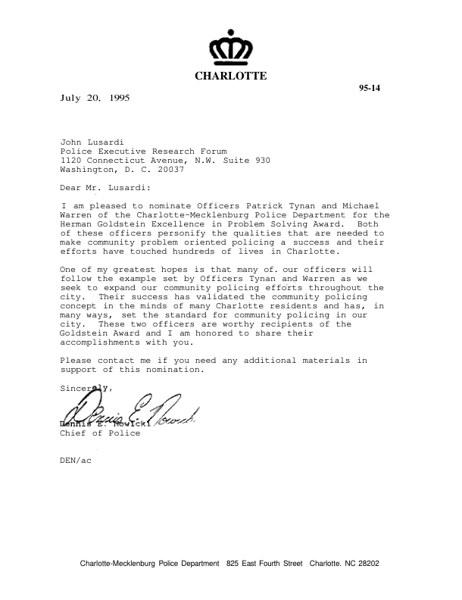 CHARLOTTE
95-14
July 20, 1995
John Lusardi
Police Executive Research Forum
1120 Connecticut Avenue, N.W. Suite 930
Washington, D. C. 20037
Dear Mr. Lusardi:
I am pleased to nominate Officers Patrick Tynan and Michael
Warren of the Charlotte-Mecklenburg Police Department for the
Herman Goldstein Excellence in Problem Solving Award. Both
of these officers personify the qualities that are needed to
make community problem oriented policing a success and their
efforts have touched hundreds of lives in Charlotte.
One of my greatest hopes is that many of. our officers will
follow the example set by Officers Tynan and Warren as we
seek to expand our community policing efforts throughout the
city. Their success has validated the community policing
concept in the minds of many Charlotte residents and has, in
many ways, set the standard for community policing in our
city. These two officers are worthy recipients of the
Goldstein Award and I am honored to share their
accomplishments with you.
Please contact me if you need any additional materials in
support of this nomination.
Sincerely,
Dennis E. Nowicki
Dennis E. Nowicki
Chief of Police
DEN/ac
Charlotte-Mecklenburg Police Department 825 East Fourth Street Charlotte. NC 28202